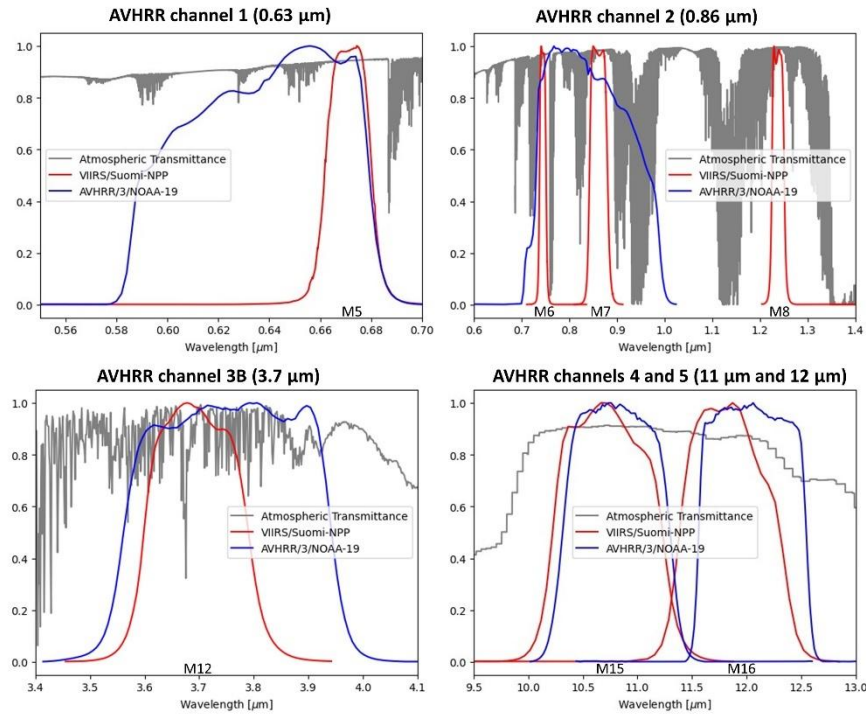 AVHRR channel 1 (0.63 μm)
1.0
0.8
0.6
0.4
0.2
0.0
Atmospheric Transmittance
VIIRS/Suomi-NPP
AVHRR/3/NOAA-19
M5
0.56 0.58 0.60 0.62 0.64 0.66 0.68 0.70
Wavelength [μm]
AVHRR channel 2 (0.86 μm)
1.0
0.8
0.6
0.4
0.2
0.0
Atmospheric Transmittance
VIIRS/Suomi-NPP
AVHRR/3/NOAA-19
M6 M7 M8
0.6 0.7 0.8 0.9 1.0 1.1 1.2 1.3 1.4
Wavelength [μm]
AVHRR channel 3B (3.7 μm)
1.0
0.8
0.6
0.4
0.2
0.0
Atmospheric Transmittance
VIIRS/Suomi-NPP
AVHRR/3/NOAA-19
M12
3.4 3.5 3.6 3.7 3.8 3.9 4.0 4.1
Wavelength [μm]
AVHRR channels 4 and 5 (11 μm and 12 μm)
1.0
0.8
0.6
0.4
0.2
0.0
Atmospheric Transmittance
VIIRS/Suomi-NPP
AVHRR/3/NOAA-19
M15 M16
9.5 10.0 10.5 11.0 11.5 12.0 12.5 13.0
Wavelength [μm]